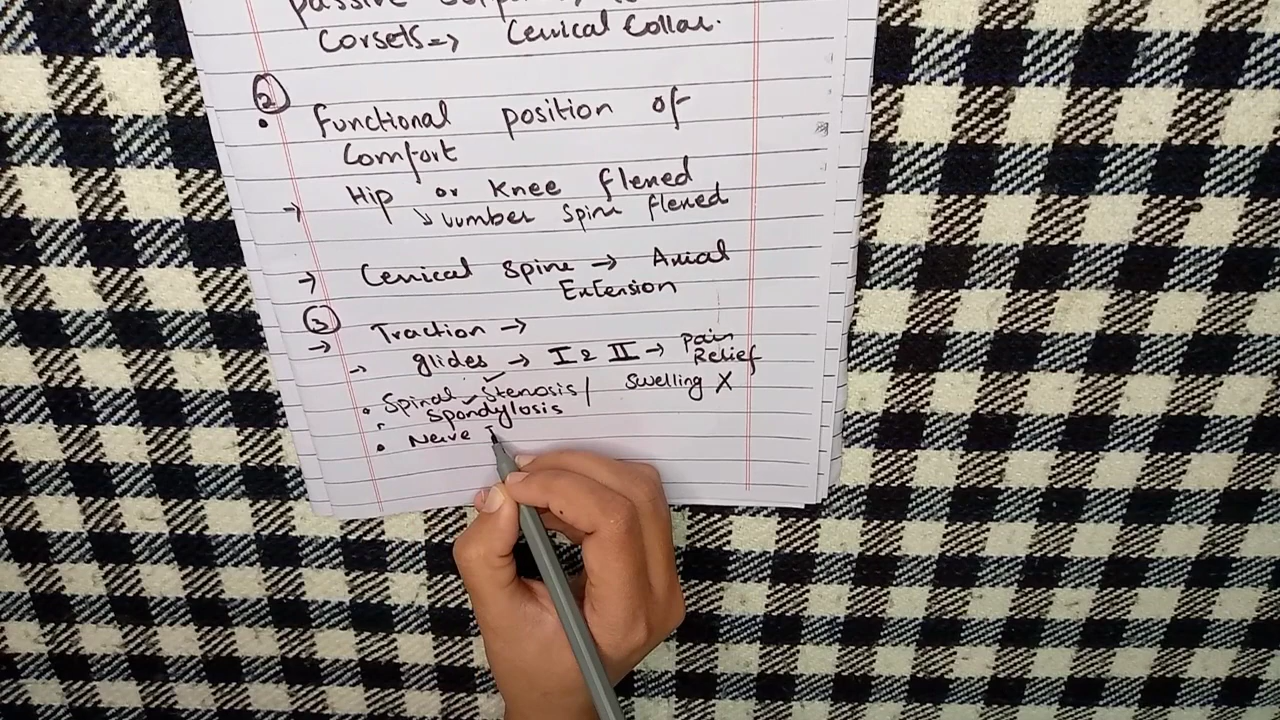 passive
Corsets => Cervical Collar.
②
• functional position of
Comfort
→ Hip or Knee flexed
↘ Lumber Spine flexed
→ Cervical Spine → Axial
Extension
③
→ Traction →
→ glides → I & II → Pain
Relief
• Spinal Stenosis / Swelling X
Spondylosis
• Nerve